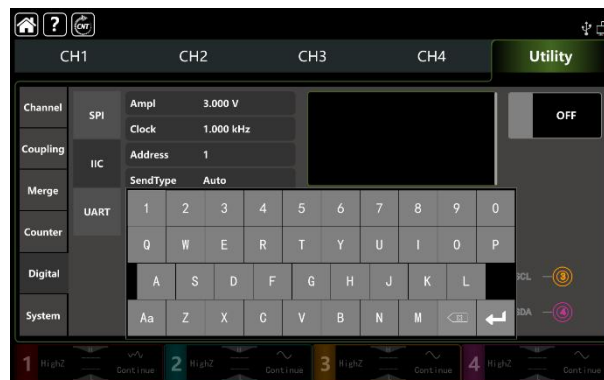 ? CNT
CH1 CH2 CH3 CH4 Utility
Channel
Coupling
Merge
Counter
Digital
System
SPI
IIC
UART
Ampl 3.000 V
Clock 1.000 kHz
Address 1
SendType Auto
OFF
1 2 3 4 5 6 7 8 9 0
Q W E R T Y U I O P
A S D F G H J K L
Aa Z X C V B N M
SCL 3
SDA 4
1 HighZ Continue 2 HighZ Continue 3 HighZ Continue 4 HighZ Continue